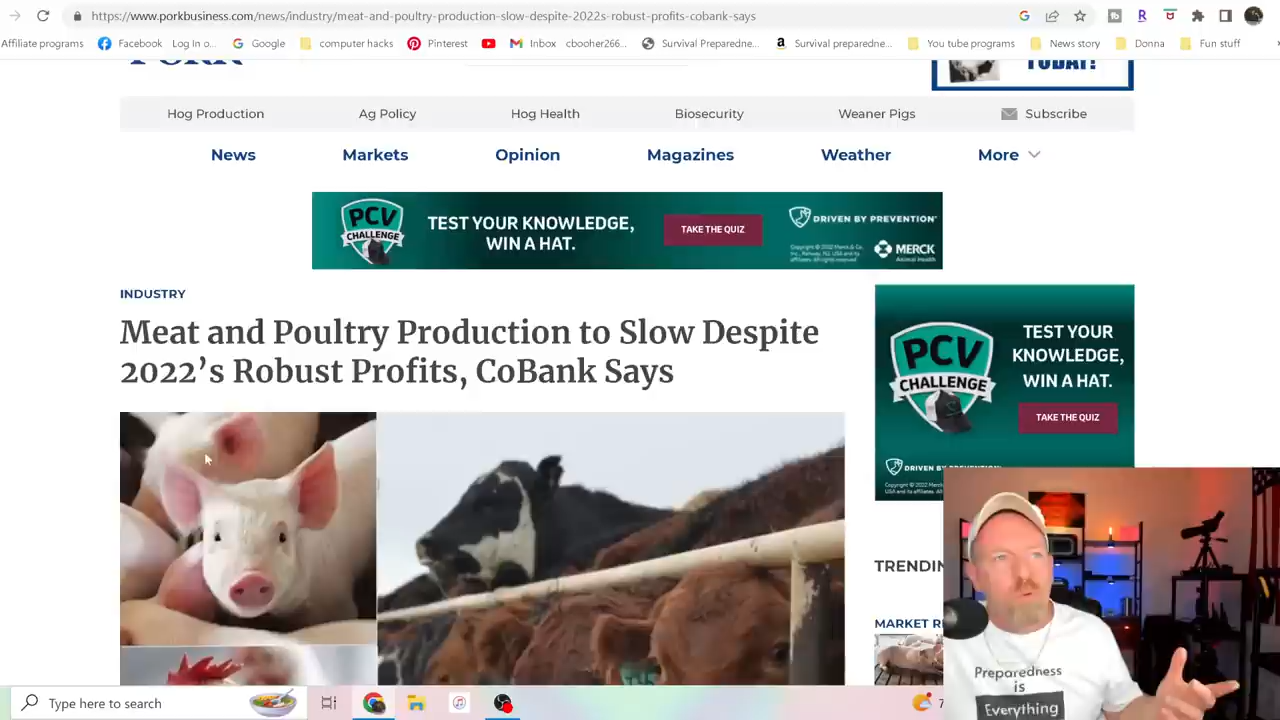 https://www.porkbusiness.com/news/industry/meat-and-poultry-production-slow-despite-2022s-robust-profits-cobank-says
Affiliate programs Facebook Log In o... Google computer hacks Pinterest Inbox cbooher266... Survival Preparedne... Survival preparedne... You tube programs News story Donna Fun stuff
PORK
TODAY!
Hog Production Ag Policy Hog Health Biosecurity Weaner Pigs Subscribe
News Markets Opinion Magazines Weather More
PCV
CHALLENGE
TEST YOUR KNOWLEDGE,
WIN A HAT.
TAKE THE QUIZ
DRIVEN BY PREVENTION
MERCK
Animal Health
INDUSTRY
Meat and Poultry Production to Slow Despite
2022's Robust Profits, CoBank Says
PCV
CHALLENGE
TEST YOUR
KNOWLEDGE,
WIN A HAT.
TAKE THE QUIZ
DRIVEN B
TRENDIN
MARKET R
Preparedness
is
Everything
Type here to search
7